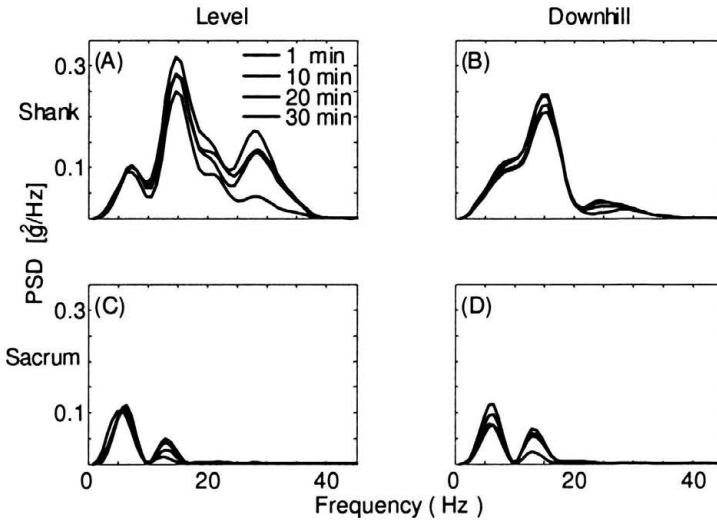 Level Downhill
0.3 (A) 1 min (B)
10 min
20 min
Shank 30 min
0.1
PSD [g²/Hz]
0.3 (C) (D)
Sacrum
0.1
0 20 40 0 20 40
Frequency ( Hz )